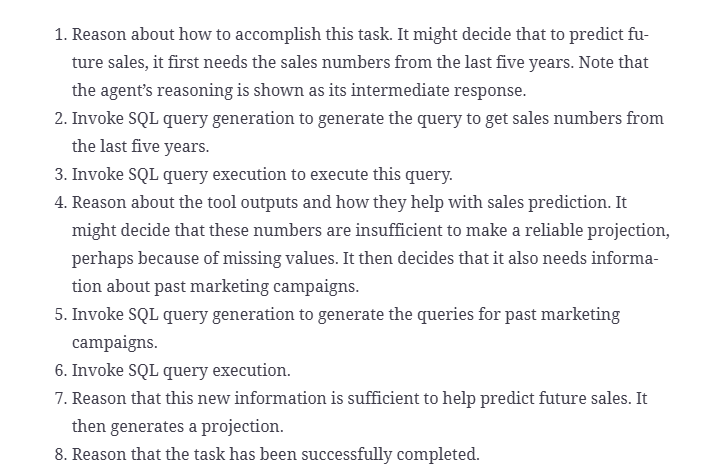 1. Reason about how to accomplish this task. It might decide that to predict fu-
ture sales, it first needs the sales numbers from the last five years. Note that
the agent’s reasoning is shown as its intermediate response.
2. Invoke SQL query generation to generate the query to get sales numbers from
the last five years.
3. Invoke SQL query execution to execute this query.
4. Reason about the tool outputs and how they help with sales prediction. It
might decide that these numbers are insufficient to make a reliable projection,
perhaps because of missing values. It then decides that it also needs informa-
tion about past marketing campaigns.
5. Invoke SQL query generation to generate the queries for past marketing
campaigns.
6. Invoke SQL query execution.
7. Reason that this new information is sufficient to help predict future sales. It
then generates a projection.
8. Reason that the task has been successfully completed.